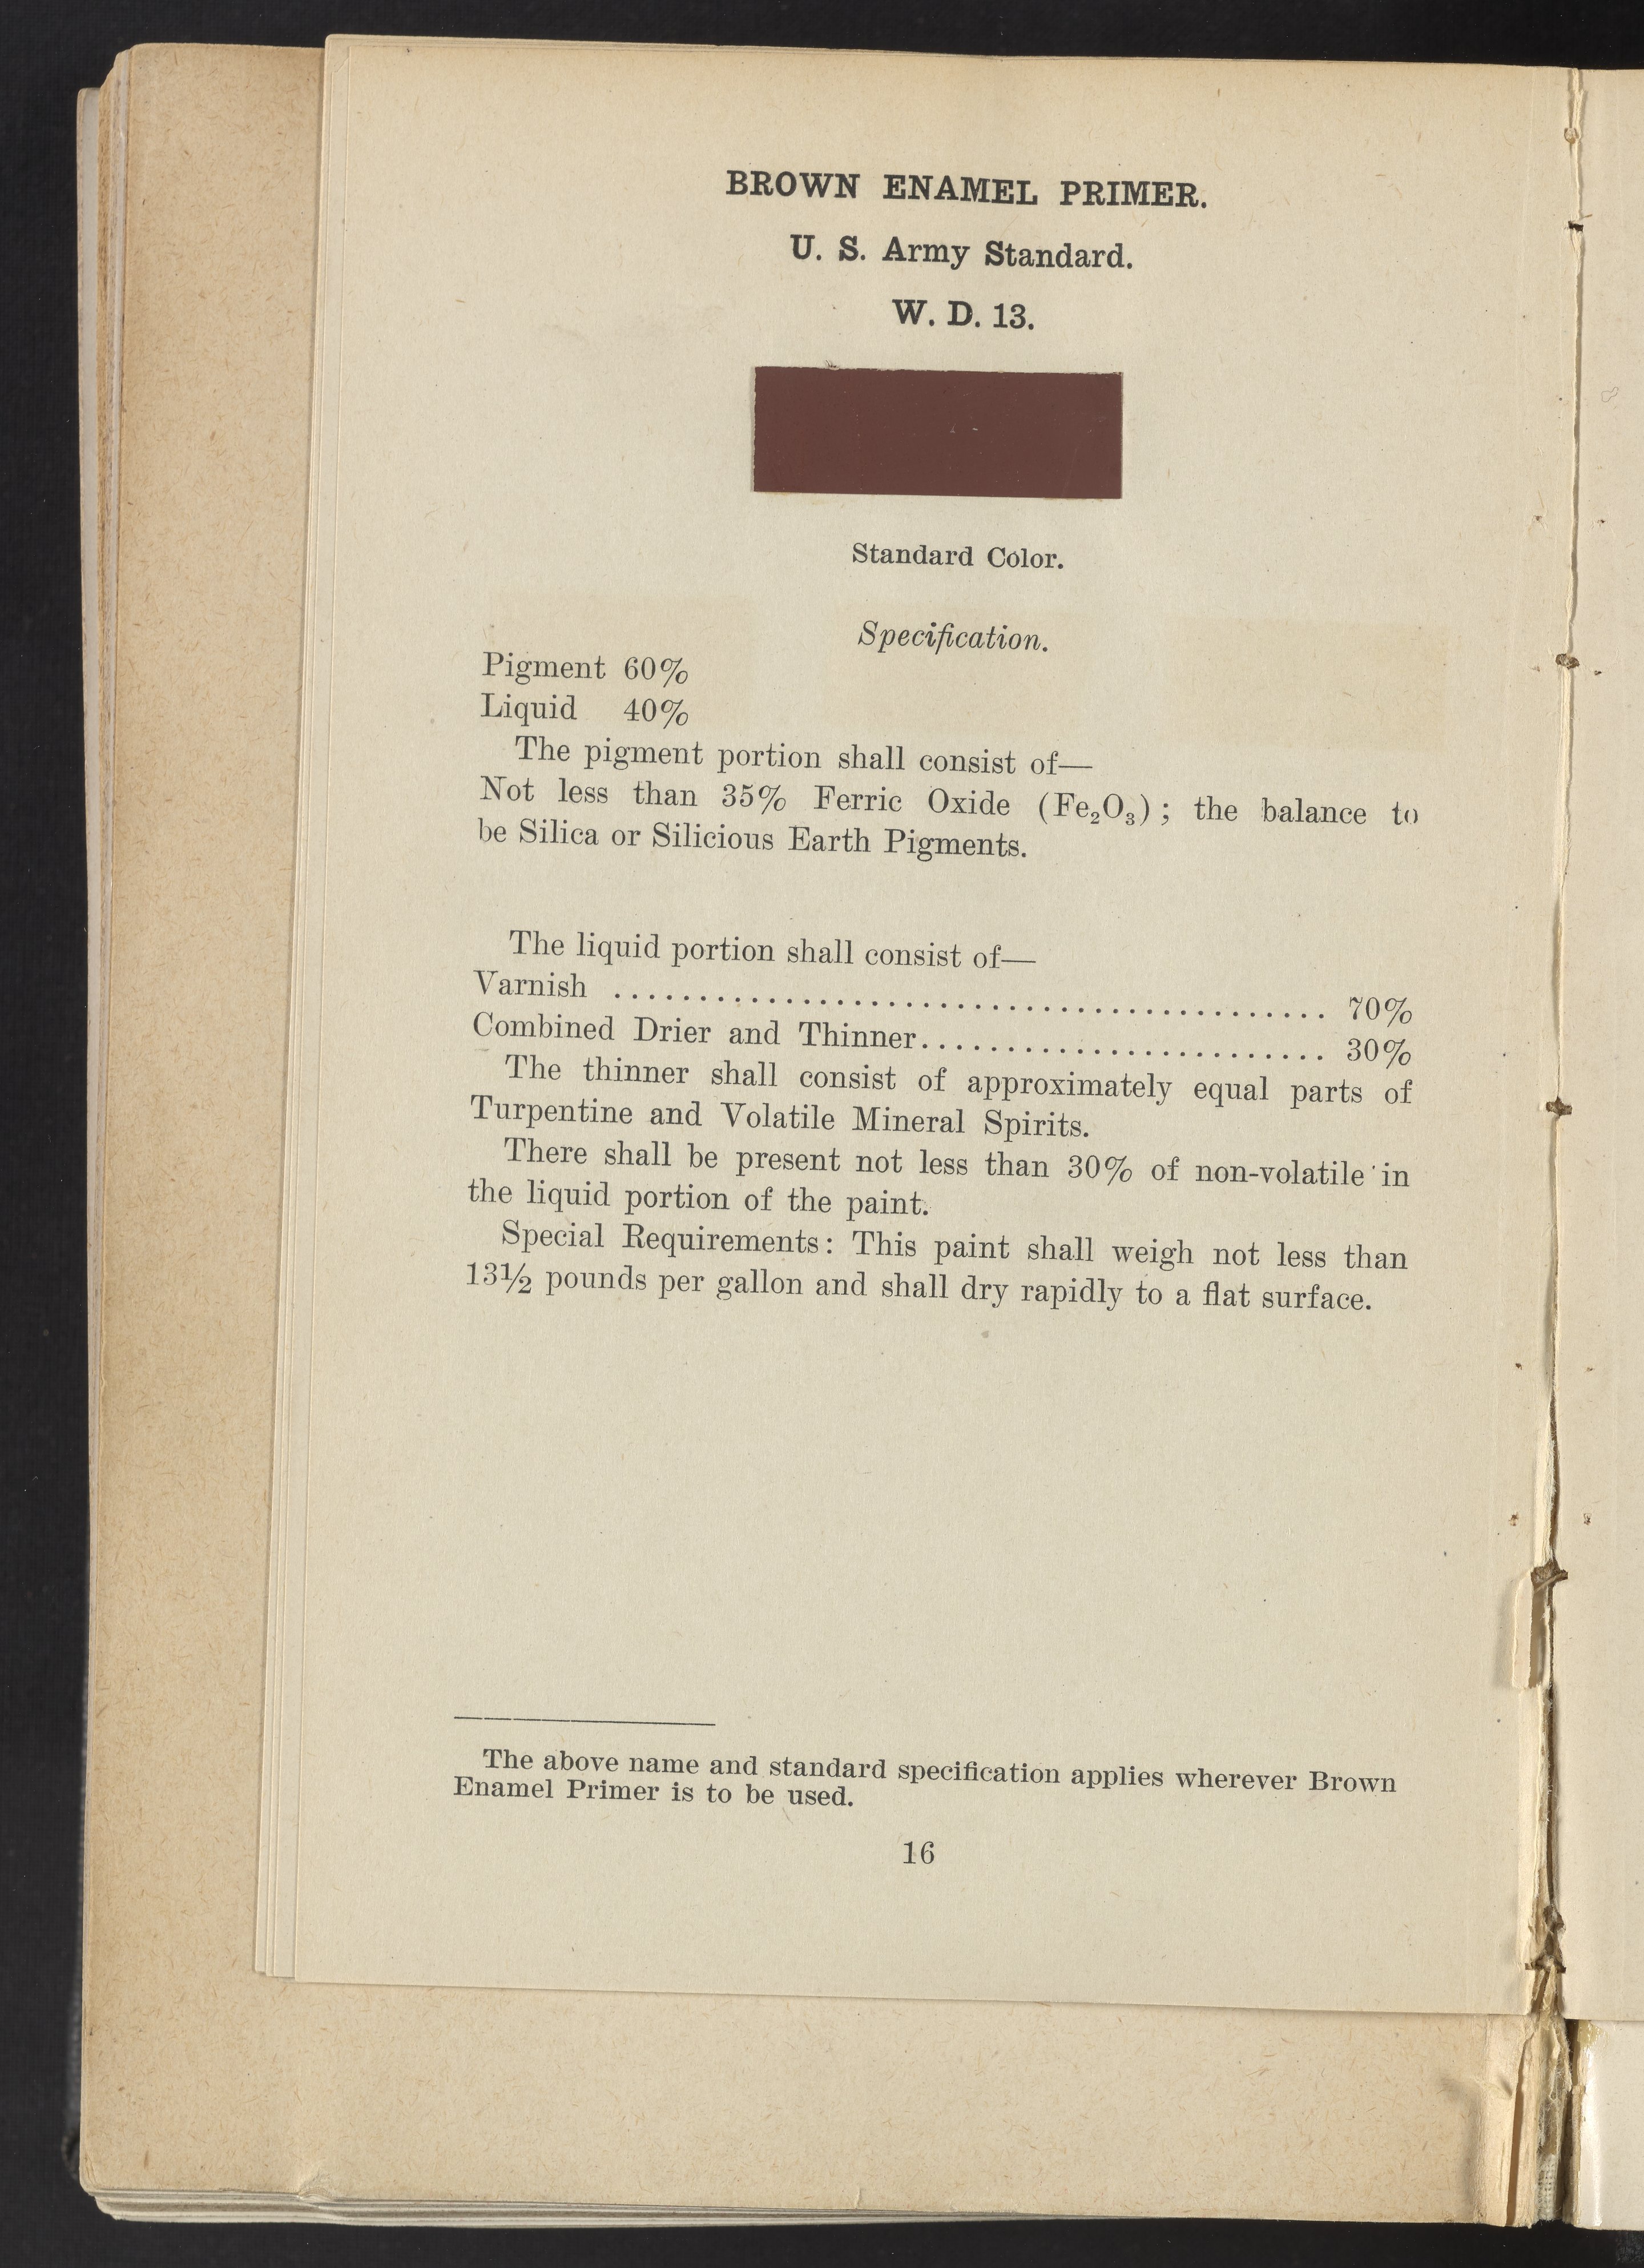 BROWN ENAMEL PRIMER.
U. S. Army Standard.
W. D. 13.
Standard Color.
Specification.
Pigment 60%
Liquid 40%
The pigment portion shall consist of—
Not less than 35% Ferric Oxide (Fe₂O₃); the balance to
be Silica or Silicious Earth Pigments.
The liquid portion shall consist of—
Varnish .......................................... 70%
Combined Drier and Thinner........................ 30%
The thinner shall consist of approximately equal parts of
Turpentine and Volatile Mineral Spirits.
There shall be present not less than 30% of non-volatile in
the liquid portion of the paint.
Special Requirements: This paint shall weigh not less than
13½ pounds per gallon and shall dry rapidly to a flat surface.
The above name and standard specification applies wherever Brown
Enamel Primer is to be used.
16